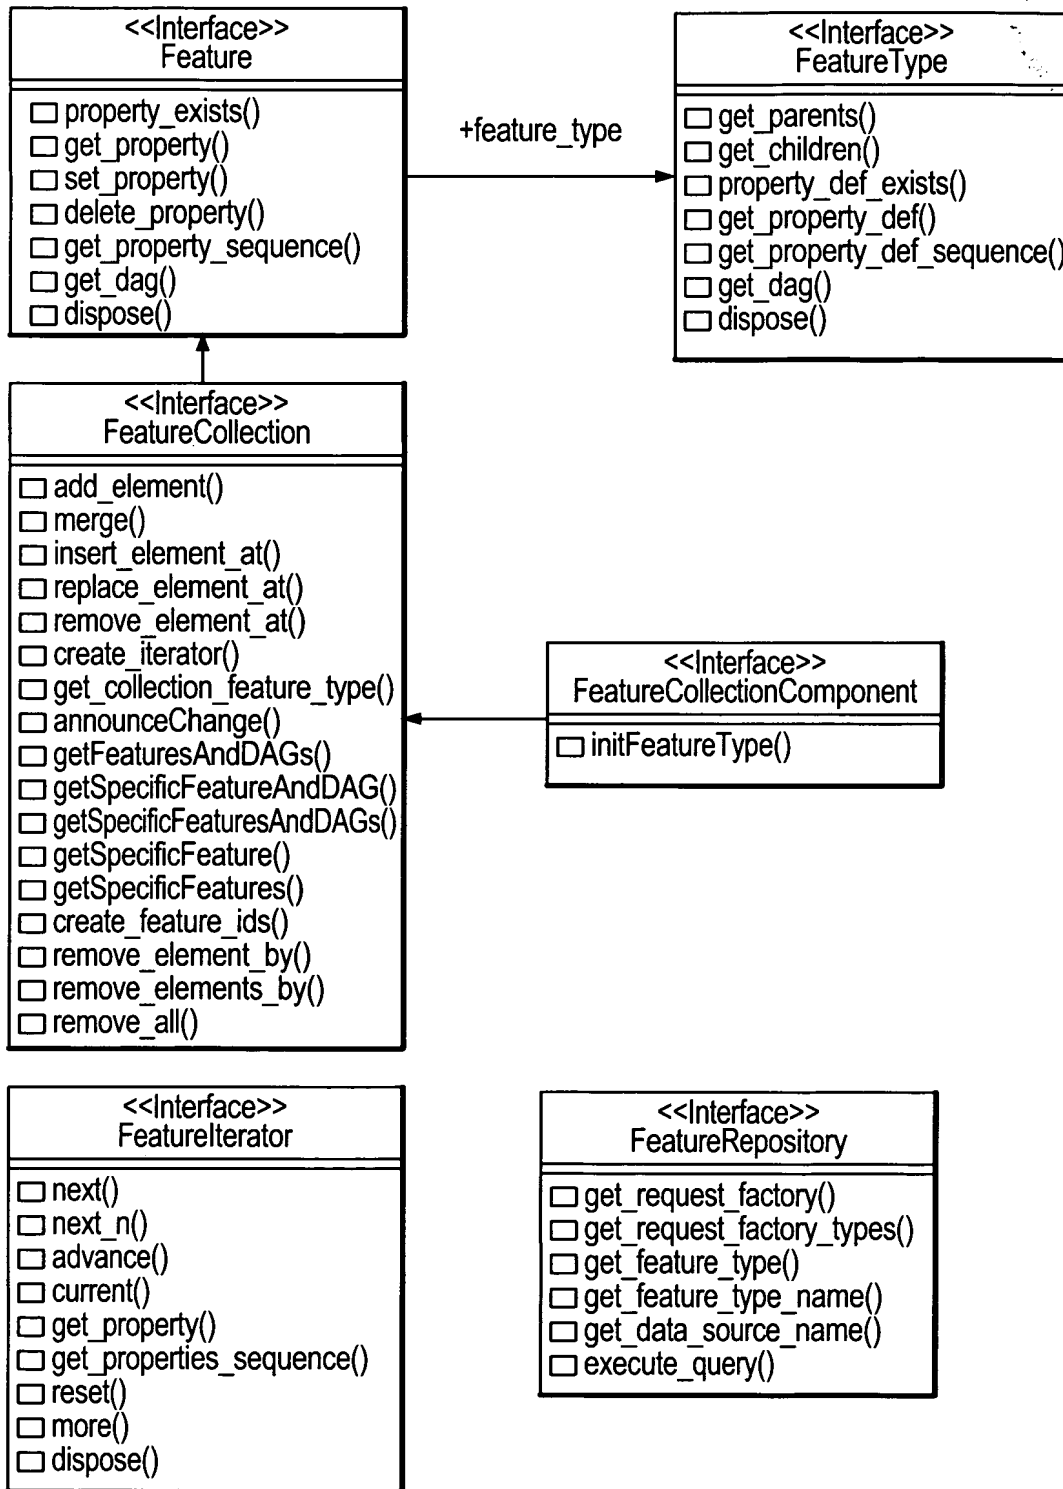 <<Interface>>
Feature
property_exists()
get_property()
set_property()
delete_property()
get_property_sequence()
get_dag()
dispose()
+feature_type
<<Interface>>
FeatureType
get_parents()
get_children()
property_def_exists()
get_property_def()
get_property_def_sequence()
get_dag()
dispose()
<<Interface>>
FeatureCollection
add_element()
merge()
insert_element_at()
replace_element_at()
remove_element_at()
create_iterator()
get_collection_feature_type()
announceChange()
getFeaturesAndDAGs()
getSpecificFeatureAndDAG()
getSpecificFeaturesAndDAGs()
getSpecificFeature()
getSpecificFeatures()
create_feature_ids()
remove_element_by()
remove_elements_by()
remove_all()
<<Interface>>
FeatureCollectionComponent
initFeatureType()
<<Interface>>
FeatureIterator
next()
next_n()
advance()
current()
get_property()
get_properties_sequence()
reset()
more()
dispose()
<<Interface>>
FeatureRepository
get_request_factory()
get_request_factory_types()
get_feature_type()
get_feature_type_name()
get_data_source_name()
execute_query()